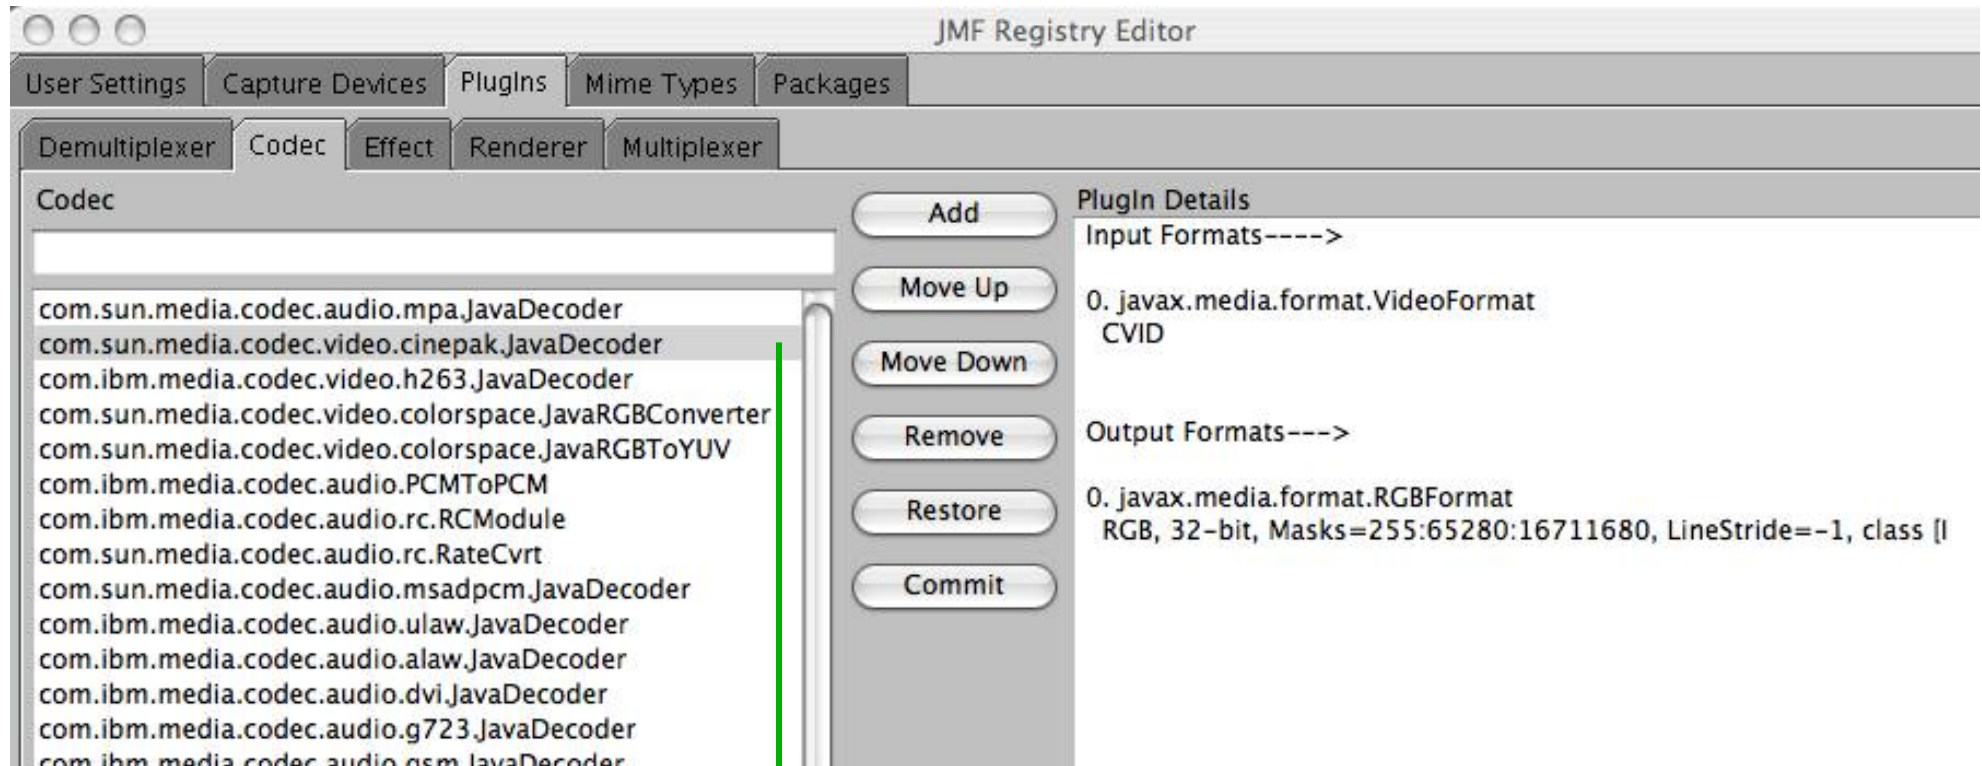 JMF Registry Editor
User Settings Capture Devices PlugIns Mime Types Packages
Demultiplexer Codec Effect Renderer Multiplexer
Codec
com.sun.media.codec.audio.mpa.JavaDecoder
com.sun.media.codec.video.cinepak.JavaDecoder
com.ibm.media.codec.video.h263.JavaDecoder
com.sun.media.codec.video.colorspace.JavaRGBConverter
com.sun.media.codec.video.colorspace.JavaRGBToYUV
com.ibm.media.codec.audio.PCMToPCM
com.ibm.media.codec.audio.rc.RCModule
com.sun.media.codec.audio.rc.RateCvrt
com.sun.media.codec.audio.msadpcm.JavaDecoder
com.ibm.media.codec.audio.ulaw.JavaDecoder
com.ibm.media.codec.audio.alaw.JavaDecoder
com.ibm.media.codec.audio.dvi.JavaDecoder
com.ibm.media.codec.audio.g723.JavaDecoder
com.ibm.media.codec.audio.gsm.JavaDecoder
Add
Move Up
Move Down
Remove
Restore
Commit
PlugIn Details
Input Formats---->
0. javax.media.format.VideoFormat
CVID
Output Formats--->
0. javax.media.format.RGBFormat
RGB, 32-bit, Masks=255:65280:16711680, LineStride=-1, class [I